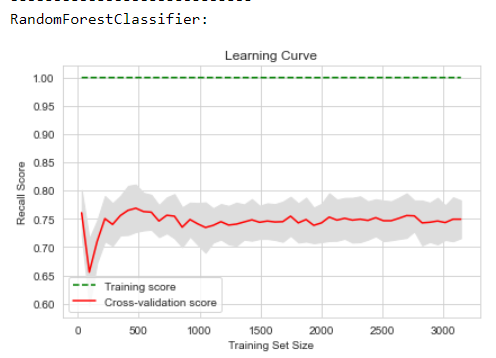 ----------------------------
RandomForestClassifier:
Learning Curve
1.00
0.95
0.90
0.85
0.80
0.75
0.70
0.65
0.60
Recall Score
Training score
Cross-validation score
0
500
1000
1500
2000
2500
3000
Training Set Size